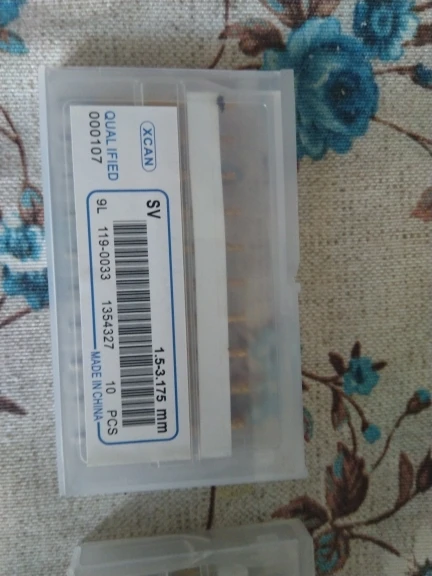 XCAN
QUALIFIED
000107
SV
1.5-3.175 mm
9L 119-0033 1354327 10 PCS
MADE IN CHINA